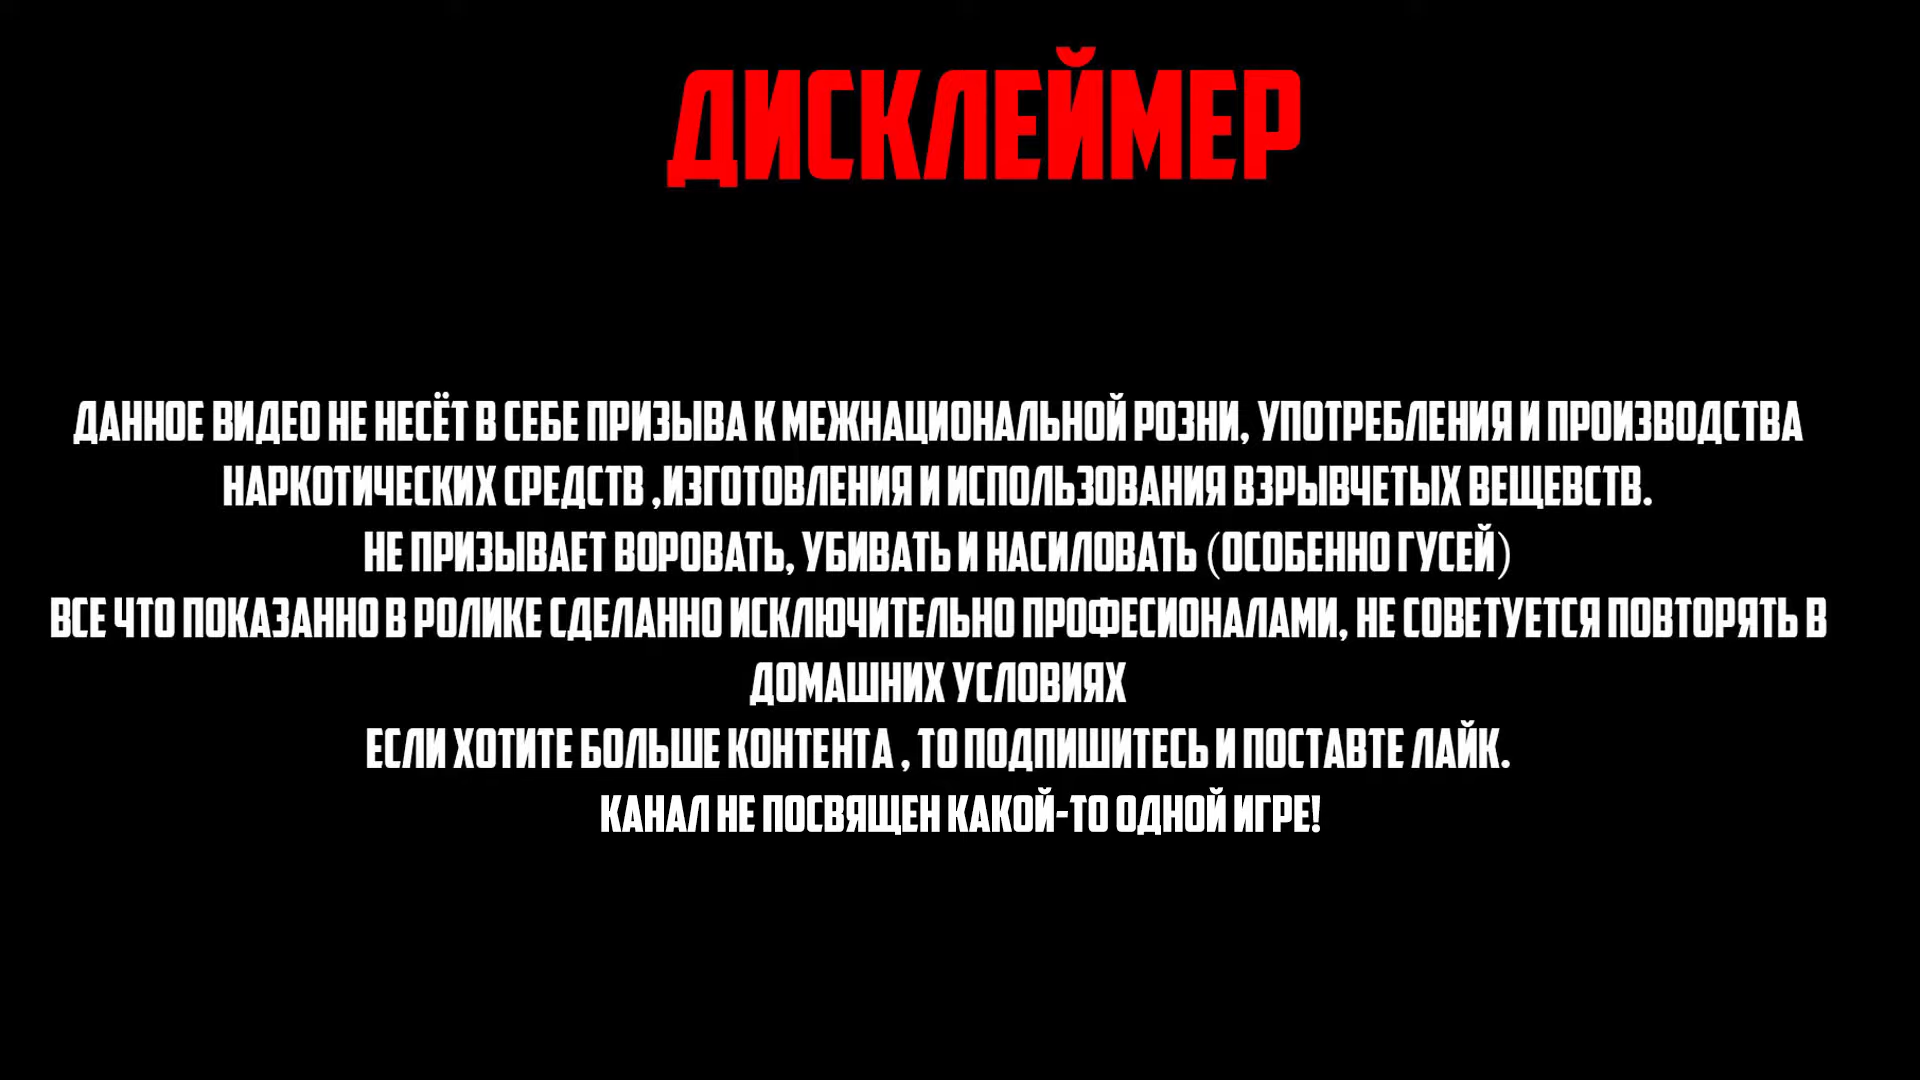 ДИСКЛЕЙМЕР
ДАННОЕ ВИДЕО НЕ НЕСЁТ В СЕБЕ ПРИЗЫВА К МЕЖНАЦИОНАЛЬНОЙ РОЗНИ, УПОТРЕБЛЕНИЯ И ПРОИЗВОДСТВА
НАРКОТИЧЕСКИХ СРЕДСТВ ,ИЗГОТОВЛЕНИЯ И ИСПОЛЬЗОВАНИЯ ВЗРЫВЧЕТЫХ ВЕЩЕВСТВ.
НЕ ПРИЗЫВАЕТ ВОРОВАТЬ, УБИВАТЬ И НАСИЛОВАТЬ (ОСОБЕННО ГУСЕЙ)
ВСЕ ЧТО ПОКАЗАННО В РОЛИКЕ СДЕЛАННО ИСКЛЮЧИТЕЛЬНО ПРОФЕСИОНАЛАМИ, НЕ СОВЕТУЕТСЯ ПОВТОРЯТЬ В
ДОМАШНИХ УСЛОВИЯХ
ЕСЛИ ХОТИТЕ БОЛЬШЕ КОНТЕНТА , ТО ПОДПИШИТЕСЬ И ПОСТАВТЕ ЛАЙК.
КАНАЛ НЕ ПОСВЯЩЕН КАКОЙ-ТО ОДНОЙ ИГРЕ!